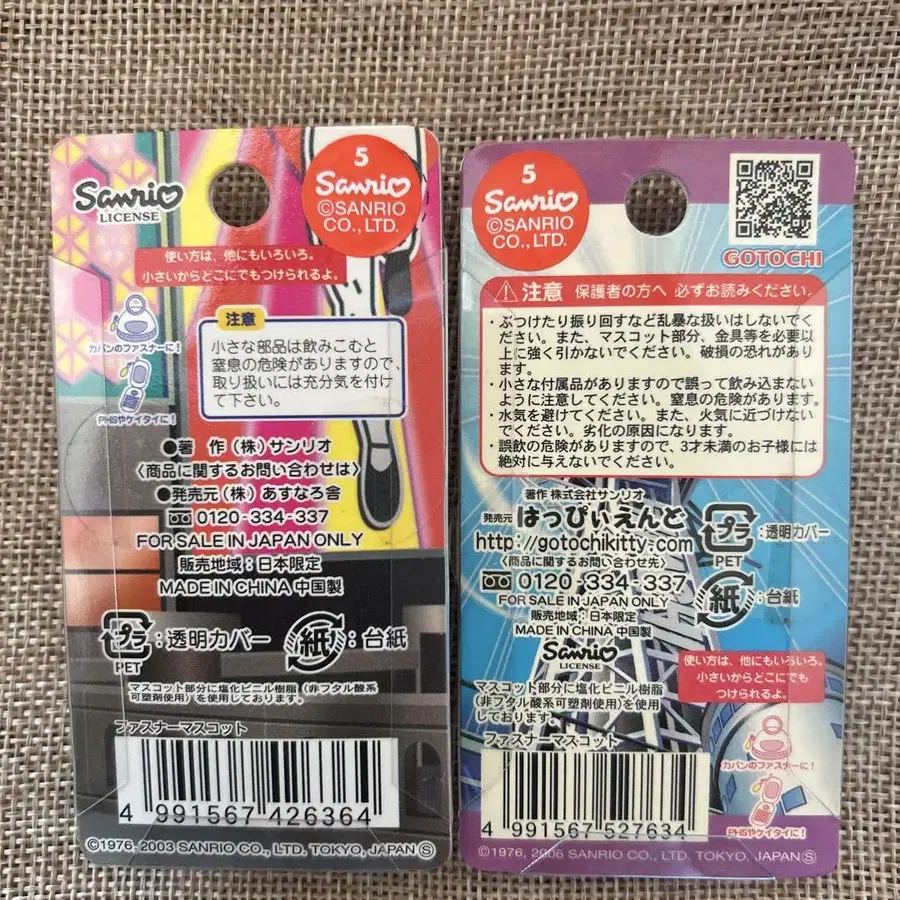 Sanrio
LICENSE
5
Sanrio
©SANRIO
CO., LTD.
使い方は、他にもいろいろ。
小さいからどこにでもつけられるよ。
カバンのファスナーに!
PHSやケイタイに!
注意
小さな部品は飲みこむと
窒息の危険がありますので、
取り扱いには充分気を付け
て下さい。
●著 作(株)サンリオ
〈商品に関するお問い合わせは〉
●発売元(株)あすなろ舎
0120-334-337
FOR SALE IN JAPAN ONLY
販売地域:日本限定
MADE IN CHINA 中国製
プラ
PET
:透明カバー
紙
:台紙
マスコット部分に塩化ビニル樹脂(非フタル酸系
可塑剤使用)を使用しております。
ファスナーマスコット
4 991567 426364
©1976, 2003 SANRIO CO., LTD. TOKYO, JAPAN Ⓢ
5
Sanrio
©SANRIO
CO., LTD.
GOTOCHI
注意 保護者の方へ 必ずお読みください。
・ぶつけたり振り回すなど乱暴な扱いはしないでく
ださい。また、マスコット部分、金具等を必要以
上に強く引かないでください。破損の恐れがあり
ます。
・小さな付属品がありますので誤って飲み込まない
ように注意してください。窒息の危険があります。
・水気を避けてください。また、火気に近づけない
でください。劣化の原因になります。
・誤飲の危険がありますので、3才未満のお子様には
絶対に与えないでください。
著作 株式会社サンリオ
発売元 はっぴぃえんど
http://gotochikitty.com
〈商品に関するお問い合わせ先〉
0120-334-337
FOR SALE IN JAPAN ONLY
販売地域:日本限定
MADE IN CHINA 中国製
Sanrio
LICENSE
プラ
PET
:透明カバー
紙
:台紙
マスコット部分に塩化ビニル樹脂
(非フタル酸系可塑剤使用)を使用
しております。
ファスナーマスコット
使い方は、他にもいろいろ。
小さいからどこにでも
つけられるよ。
カバンのファスナーに!
PHSやケイタイに!
4 991567 527634
©1976, 2006 SANRIO CO., LTD. TOKYO, JAPAN Ⓢ